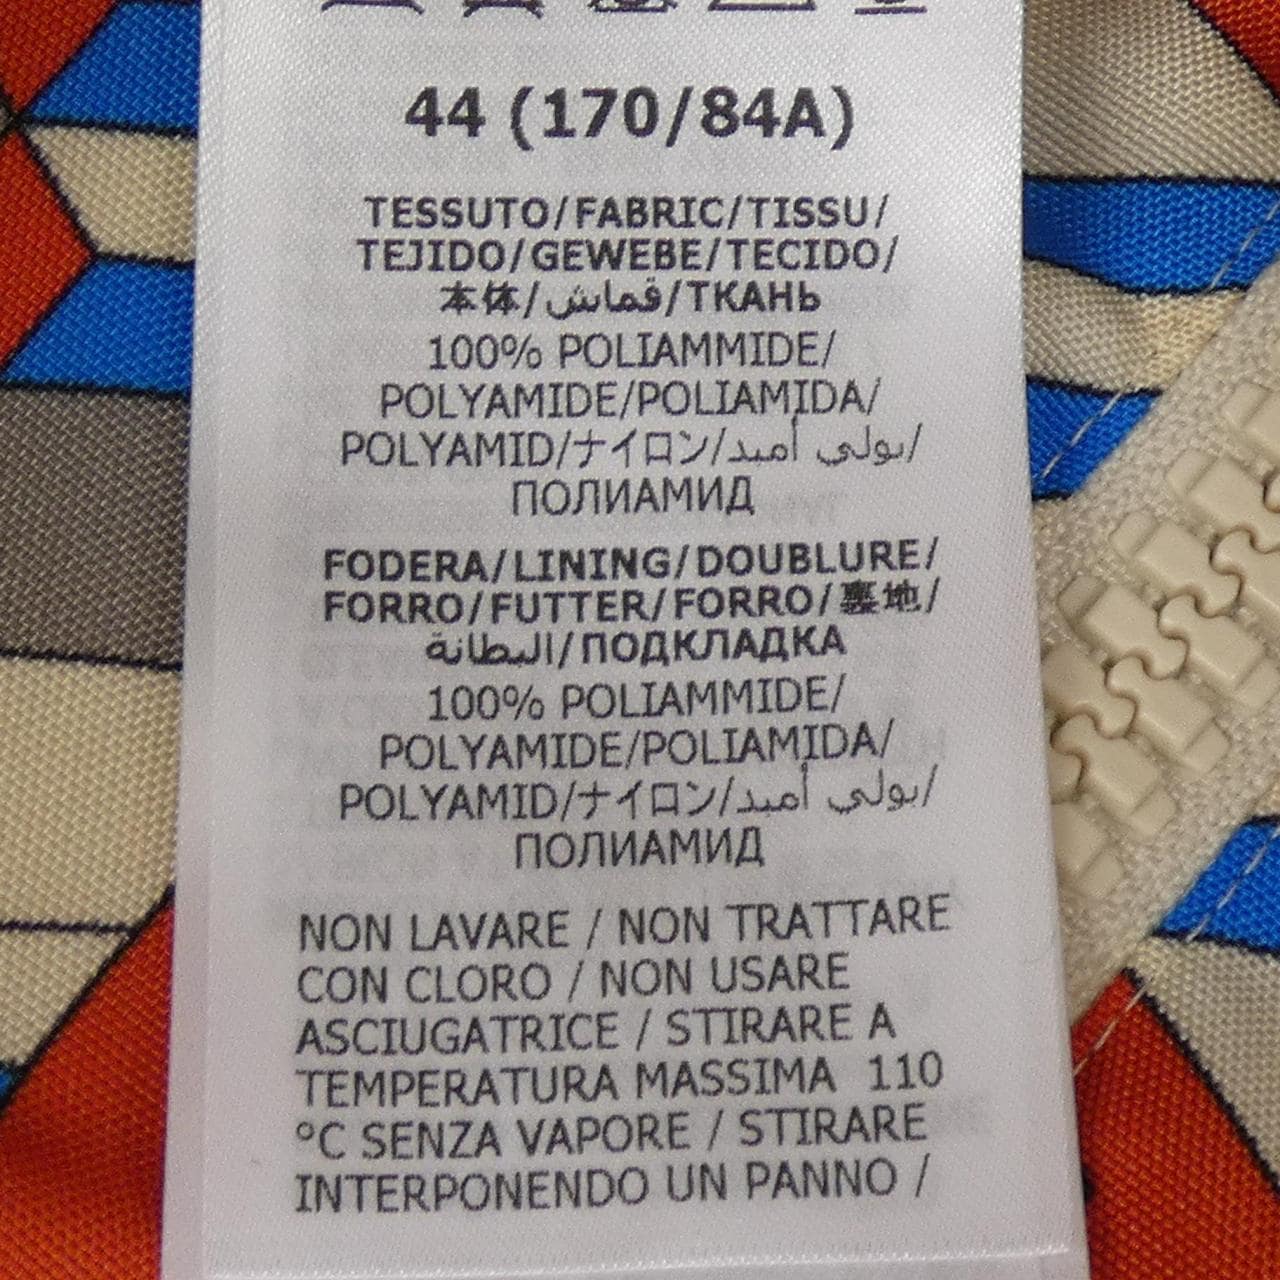 44 (170/84A)
TESSUTO/FABRIC/TISSU/
TEJIDO/GEWEBE/TECIDO/
本体/قماش/ТКАНЬ
100% POLIAMMIDE/
POLYAMIDE/POLIAMIDA/
POLYAMID/ナイロン/بولي أميد/
ПОЛИАМИД
FODERA/LINING/DOUBLURE/
FORRO/FUTTER/FORRO/裏地/
البطانة/ПОДКЛАДКА
100% POLIAMMIDE/
POLYAMIDE/POLIAMIDA/
POLYAMID/ナイロン/بولي أميد/
ПОЛИАМИД
NON LAVARE / NON TRATTARE
CON CLORO / NON USARE
ASCIUGATRICE / STIRARE A
TEMPERATURA MASSIMA 110
°C SENZA VAPORE / STIRARE
INTERPONENDO UN PANNO /